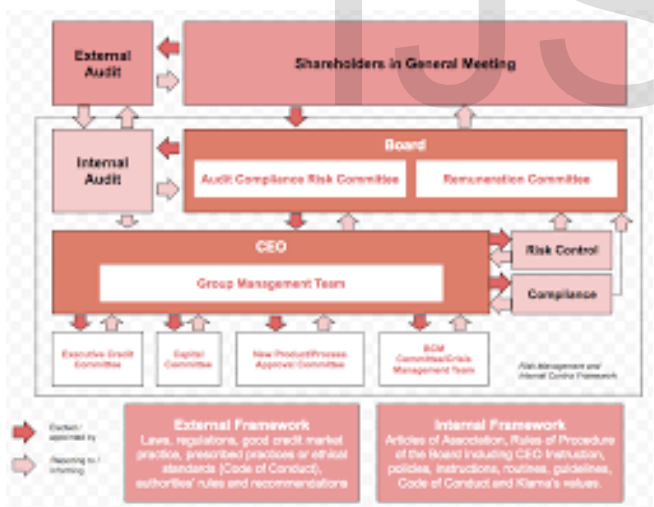 IJS
External
Audit
Shareholders in General Meeting
Internal
Audit
Board
Audit Compliance Risk Committee
Remuneration Committee
CEO
Group Management Team
Risk Control
Compliance
Executive Credit
Committee
Capital
Committee
New Product/Process
Approval Committee
BCM
Committee/Crisis
Management Team
Risk Management and
Internal Control Framework
Elected /
appointed by
Reporting to /
informing
External Framework
Laws, regulations, good credit market
practice, prescribed practices or ethical
standards (Code of Conduct),
authorities' rules and recommendations
Internal Framework
Articles of Association, Rules of Procedure
of the Board including CEO Instruction,
policies, instructions, routines, guidelines,
Code of Conduct and Klarna's values.